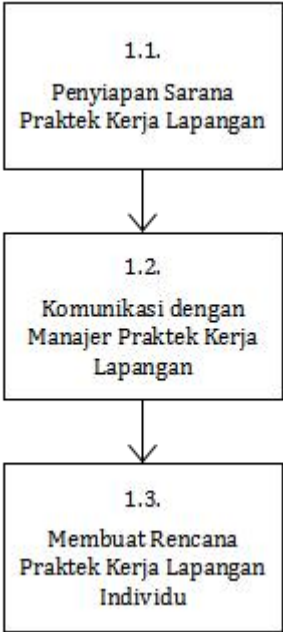 1.1.
Penyiapan Sarana
Praktek Kerja Lapangan
1.2.
Komunikasi dengan
Manajer Praktek Kerja
Lapangan
1.3.
Membuat Rencana
Praktek Kerja Lapangan
Individu